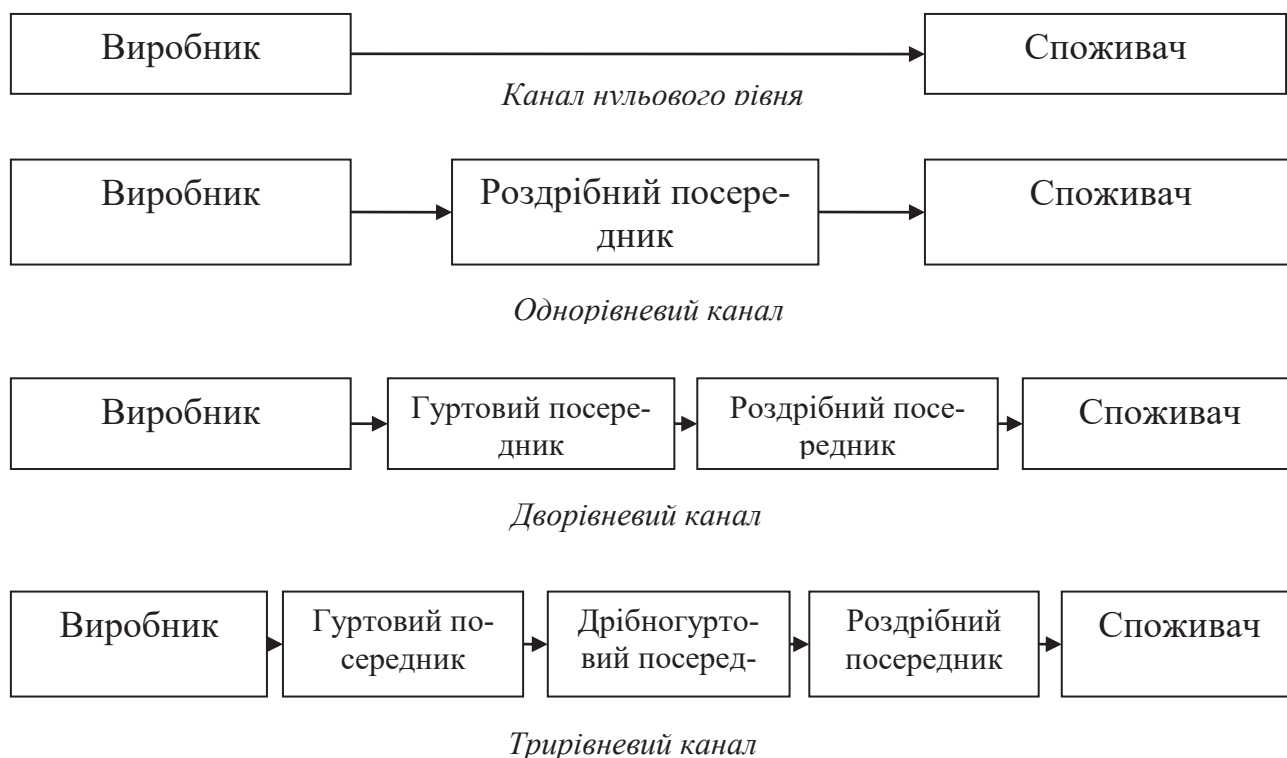 Виробник
Споживач
Канал нульового рівня
Виробник
Роздрібний посере-
дник
Споживач
Однорівневий канал
Виробник
Гуртовий посере-
дник
Роздрібний посе-
редник
Споживач
Дворівневий канал
Виробник
Гуртовий по-
середник
Дрібногурто-
вий посеред-
Роздрібний
посередник
Споживач
Трирівневий канал